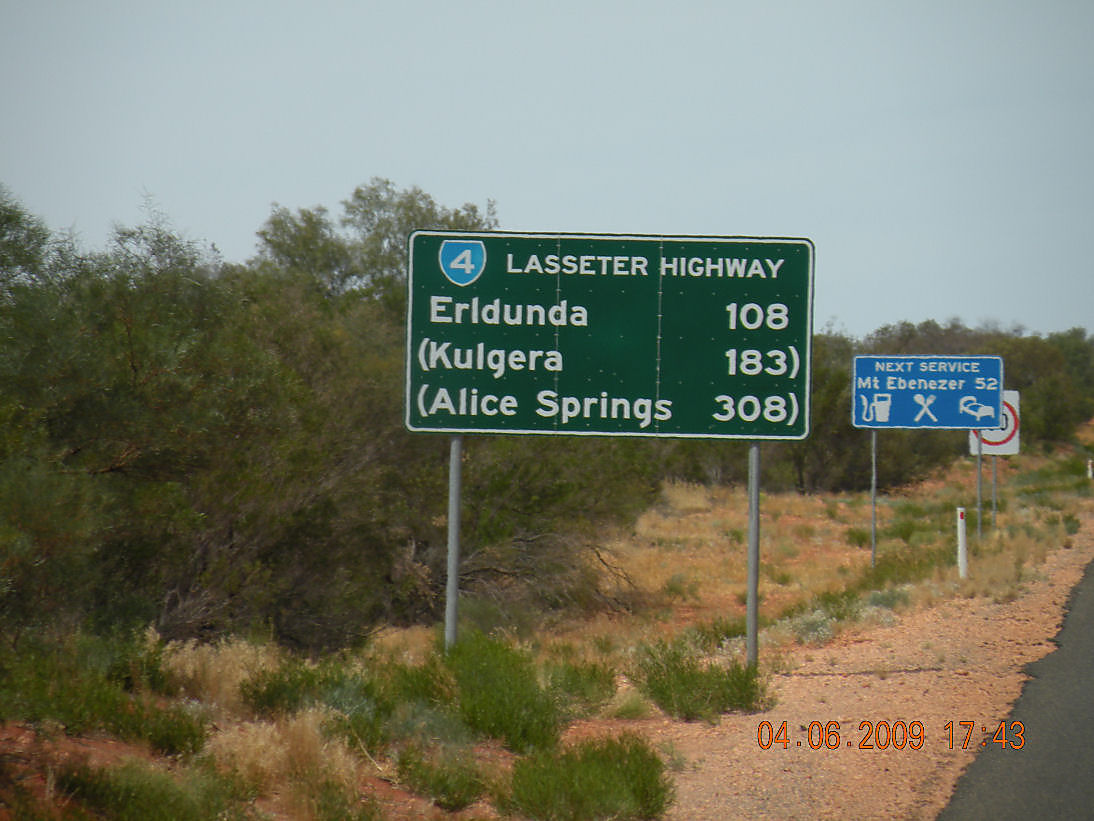 4 LASSETER HIGHWAY
Erldunda 108
(Kulgera 183)
(Alice Springs 308)
NEXT SERVICE
Mt Ebenezer 52
04.06.2009 17:43